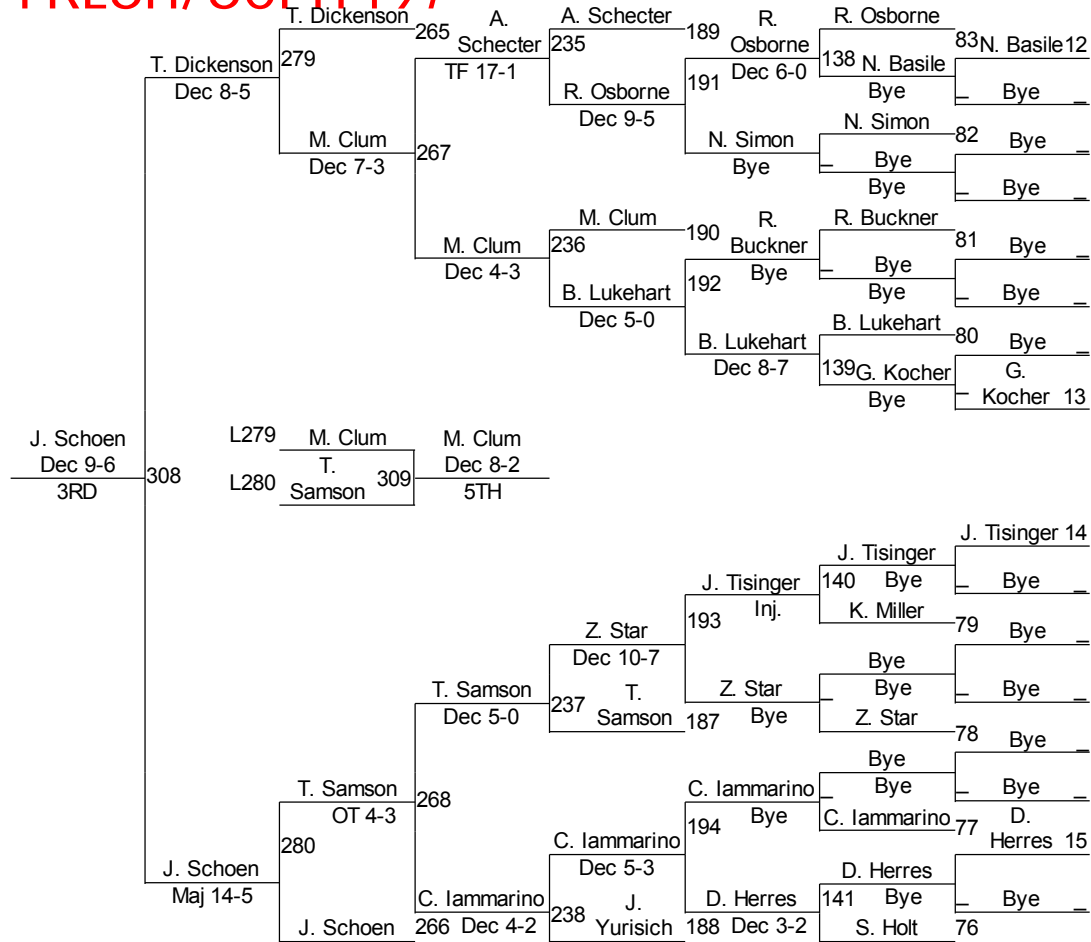 T. Dickenson 265 A. Schecter TF 17-1
A. Schecter 189 R. Osborne Dec 6-0
R. Osborne 83 N. Basile 12
T. Dickenson Dec 8-5 279
235
138 N. Basile Bye
_ Bye _
R. Osborne Dec 9-5 191
M. Clum Dec 7-3 267
N. Simon Bye
N. Simon 82 Bye _
_ Bye Bye
_ Bye _
M. Clum Dec 4-3
M. Clum 190 R. Buckner Bye
R. Buckner 81 Bye _
236
_ Bye Bye
_ Bye _
B. Lukehart Dec 5-0 192
B. Lukehart Dec 8-7
B. Lukehart 80 Bye _
139 G. Kocher Bye
_ G. Kocher 13
J. Schoen Dec 9-6 3RD 308
L279 M. Clum
L280 T. Samson 309
M. Clum Dec 8-2 5TH
J. Tisinger 14
J. Tisinger Inj.
J. Tisinger
140 Bye
_ Bye _
K. Miller 79 Bye _
Z. Star Dec 10-7 193
T. Samson Dec 5-0
237 T. Samson 187
Z. Star Bye
Bye
_ Bye
_ Bye _
Z. Star 78 Bye _
T. Samson OT 4-3 268
C. Iammarino Bye
Bye
_ Bye
_ Bye _
C. Iammarino 77 D. Herres 15
280
C. Iammarino Dec 5-3 194
J. Schoen Maj 14-5
D. Herres
141 Bye
_ Bye _
J. Schoen 266 C. Iammarino Dec 4-2
238 J. Yurisich 188 D. Herres Dec 3-2
S. Holt 76